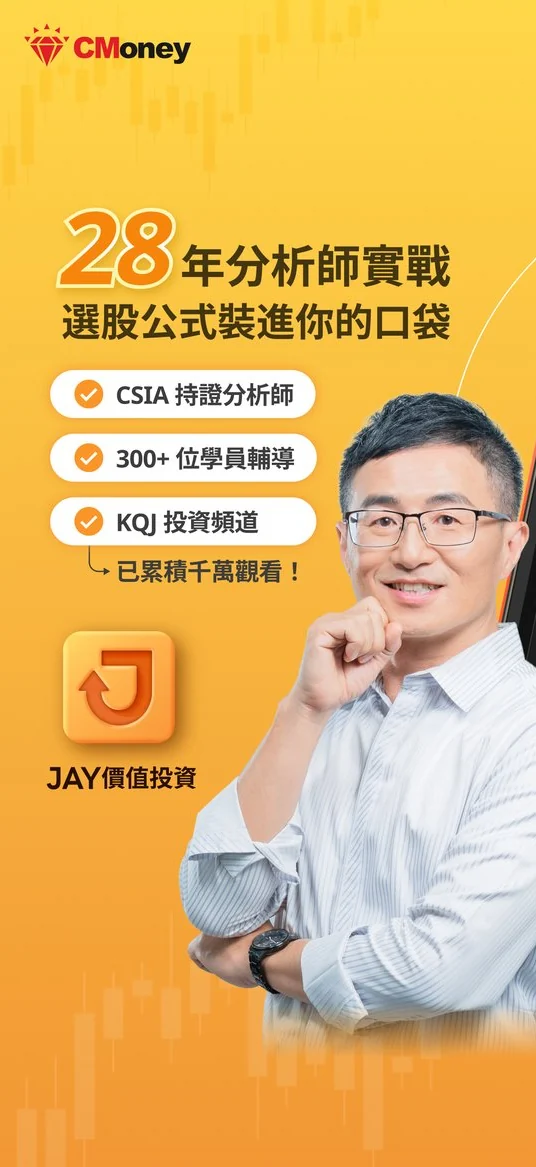 CMoney
28年分析師實戰
選股公式裝進你的口袋
CSIA 持證分析師
300+ 位學員輔導
KQJ 投資頻道
已累積千萬觀看！
J
JAY價值投資